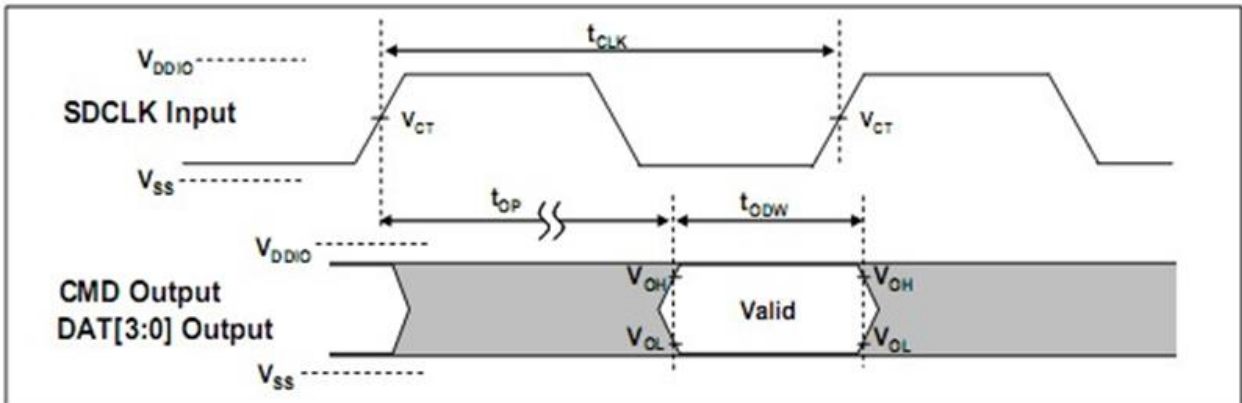 tCLK
VDDIO
SDCLK Input
VCT VCT
VSS
tOP tODW
VDDIO
VOH VOH
CMD Output
Valid
DAT[3:0] Output
VOL VOL
VSS